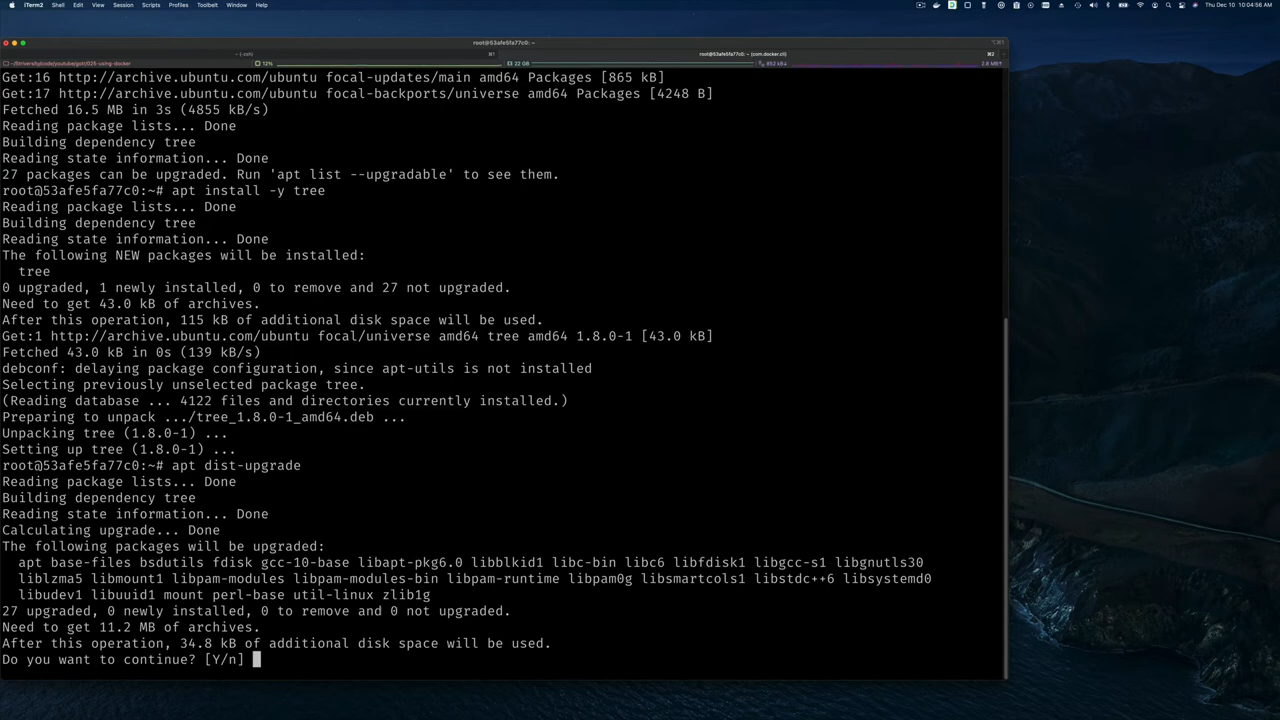 iTerm2 Shell Edit View Session Scripts Profiles Toolbelt Window Help
Thu Dec 10 10:04:56
root@53afe5fa77c0: ~
~ (-zsh) ⌘1
root@53afe5fa77c0: ~ (com.docker.cli) ⌘2
12% 22 GB 852 kB↓ 2.8 MB↑
Get:16 http://archive.ubuntu.com/ubuntu focal-updates/main amd64 Packages [865 kB]
Get:17 http://archive.ubuntu.com/ubuntu focal-backports/universe amd64 Packages [4248 B]
Fetched 16.5 MB in 3s (4855 kB/s)
Reading package lists... Done
Building dependency tree
Reading state information... Done
27 packages can be upgraded. Run 'apt list --upgradable' to see them.
root@53afe5fa77c0:~# apt install -y tree
Reading package lists... Done
Building dependency tree
Reading state information... Done
The following NEW packages will be installed:
  tree
0 upgraded, 1 newly installed, 0 to remove and 27 not upgraded.
Need to get 43.0 kB of archives.
After this operation, 115 kB of additional disk space will be used.
Get:1 http://archive.ubuntu.com/ubuntu focal/universe amd64 tree amd64 1.8.0-1 [43.0 kB]
Fetched 43.0 kB in 0s (139 kB/s)
debconf: delaying package configuration, since apt-utils is not installed
Selecting previously unselected package tree.
(Reading database ... 4122 files and directories currently installed.)
Preparing to unpack .../tree_1.8.0-1_amd64.deb ...
Unpacking tree (1.8.0-1) ...
Setting up tree (1.8.0-1) ...
root@53afe5fa77c0:~# apt dist-upgrade
Reading package lists... Done
Building dependency tree
Reading state information... Done
Calculating upgrade... Done
The following packages will be upgraded:
  apt base-files bsdutils fdisk gcc-10-base libapt-pkg6.0 libblkid1 libc-bin libc6 libfdisk1 libgcc-s1 libgnutls30
  liblzma5 libmount1 libpam-modules libpam-modules-bin libpam-runtime libpam0g libsmartcols1 libstdc++6 libsystemd0
  libudev1 libuuid1 mount perl-base util-linux zlib1g
27 upgraded, 0 newly installed, 0 to remove and 0 not upgraded.
Need to get 11.2 MB of archives.
After this operation, 34.8 kB of additional disk space will be used.
Do you want to continue? [Y/n]